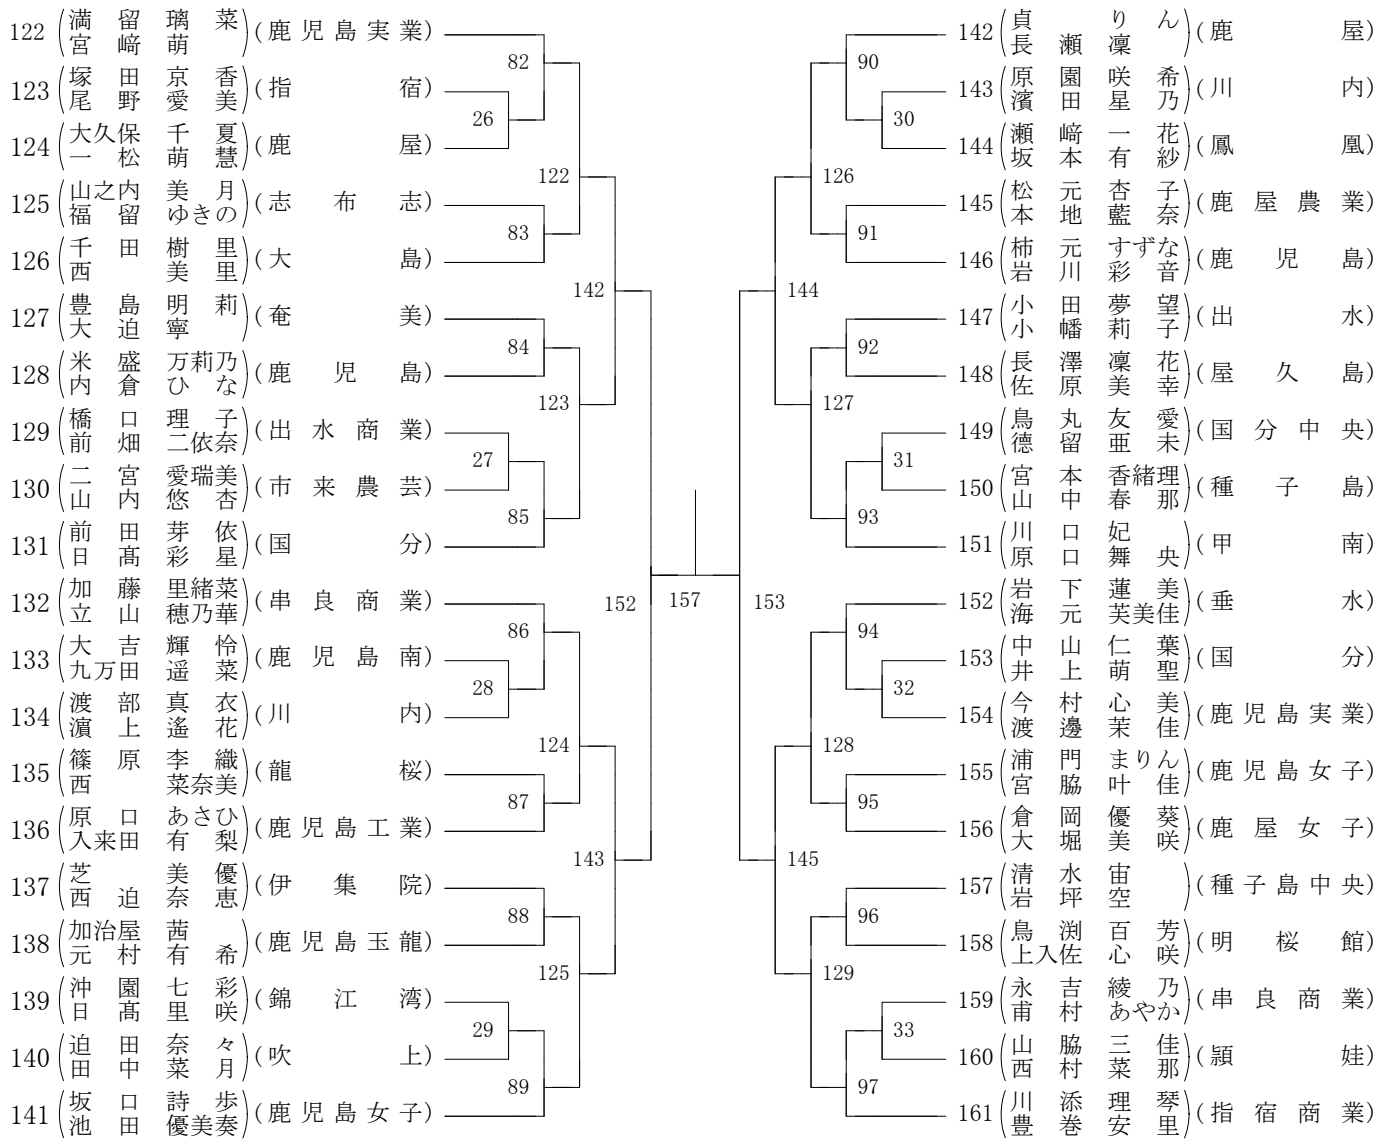 122 (満留璃菜 宮﨑萌) (鹿児島実業)
123 (塚田京香 尾野愛美) (指宿)
124 (大久保千夏 一松萌慧) (鹿屋)
125 (山之内美月 福留ゆきの) (志布志)
126 (千田樹里 西美里) (大島)
127 (豊島明莉 大迫寧) (奄美)
128 (米盛万莉乃 内倉ひな) (鹿児島)
129 (橋口理子 前畑二依奈) (出水商業)
130 (二宮愛瑞美 山内悠杏) (市来農芸)
131 (前田芽依 日髙彩星) (国分)
132 (加藤里緒菜 立山穂乃華) (串良商業)
133 (大吉輝怜 九万田遥菜) (鹿児島南)
134 (渡部真衣 濵上遙花) (川内)
135 (篠原李織 西菜奈美) (龍桜)
136 (原口あさひ 入来田有梨) (鹿児島工業)
137 (芝美優 西迫奈恵) (伊集院)
138 (加治屋茜 元村有希) (鹿児島玉龍)
139 (沖園七彩 日髙里咲) (錦江湾)
140 (迫田奈々 田中菜月) (吹上)
141 (坂口詩歩 池田優美奏) (鹿児島女子)
82
26
122
83
142
84
123
27
85
152
86
28
124
87
143
88
125
29
89
157
142 (貞りん 長瀬凜) (鹿屋)
143 (原園咲希 濱田星乃) (川内)
144 (瀬﨑一花 坂本有紗) (鳳凰)
145 (松元杏子 本地藍奈) (鹿屋農業)
146 (柿元すずな 岩川彩音) (鹿児島)
147 (小田夢望 小幡莉子) (出水)
148 (長澤凜花 佐原美幸) (屋久島)
149 (鳥丸友愛 德留亜未) (国分中央)
150 (宮本香緒理 山中春那) (種子島)
151 (川口妃 原口舞央) (甲南)
152 (岩下蓮美 海元芙美佳) (垂水)
153 (中山仁葉 井上萌聖) (国分)
154 (今村心美 渡邊茉佳) (鹿児島実業)
155 (浦門まりん 宮脇叶佳) (鹿児島女子)
156 (倉岡優葵 大堀美咲) (鹿屋女子)
157 (清水宙 岩坪空) (種子島中央)
158 (鳥渕百芳 上入佐心咲) (明桜館)
159 (永吉綾乃 甫村あやか) (串良商業)
160 (山脇三佳 西村菜那) (頴娃)
161 (川添理琴 豊巻安里) (指宿商業)
90
30
126
91
144
92
127
31
93
153
94
32
128
95
145
96
129
33
97